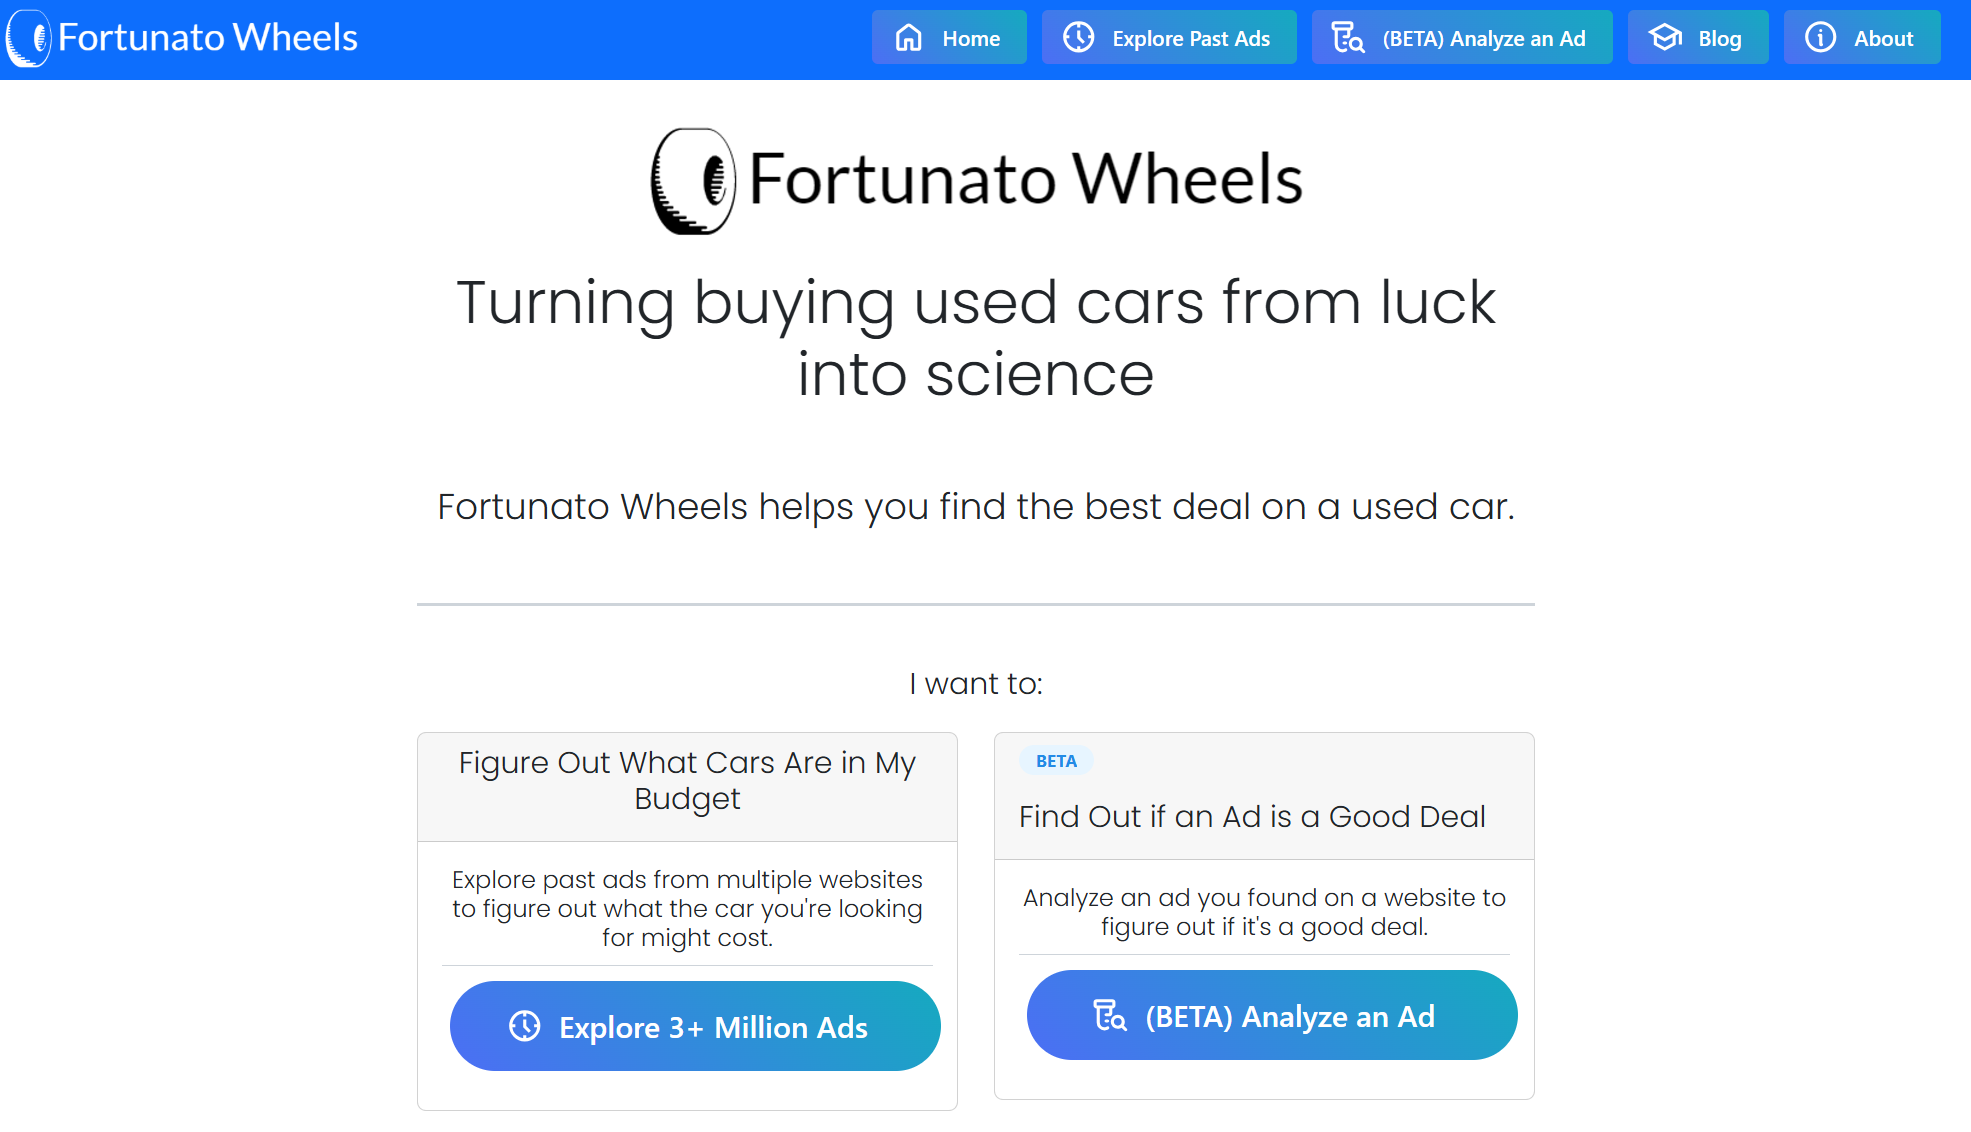 Fortunato Wheels
Home
Explore Past Ads
(BETA) Analyze an Ad
Blog
About
Fortunato Wheels
Turning buying used cars from luck
into science
Fortunato Wheels helps you find the best deal on a used car.
I want to:
Figure Out What Cars Are in My
Budget
Explore past ads from multiple websites
to figure out what the car you're looking
for might cost.
Explore 3+ Million Ads
BETA
Find Out if an Ad is a Good Deal
Analyze an ad you found on a website to
figure out if it's a good deal.
(BETA) Analyze an Ad